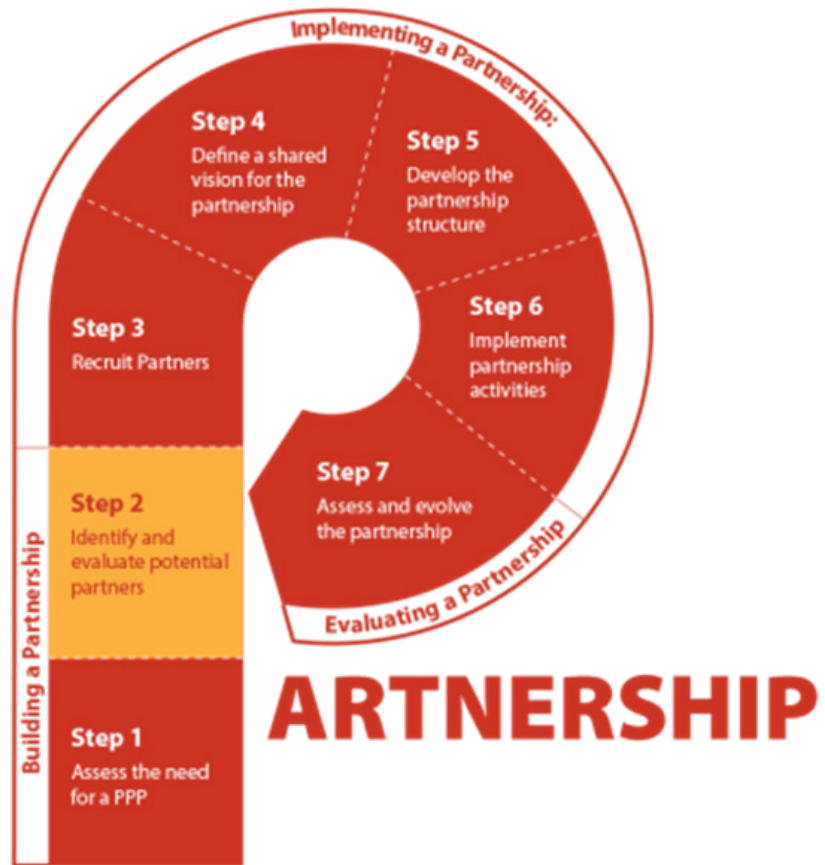 Implementing a Partnership:
Step 4
Define a shared
vision for the
partnership
Step 5
Develop the
partnership
structure
Step 3
Recruit Partners
Step 6
Implement
partnership
activities
Step 7
Assess and evolve
the partnership
Step 2
Identify and
evaluate potential
partners
Building a Partnership
Evaluating a Partnership
ARTNERSHIP
Step 1
Assess the need
for a PPP